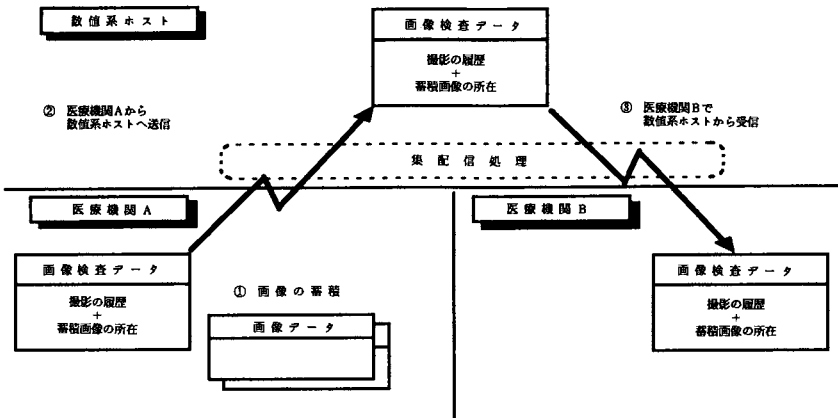 数値系ホスト
画像検査データ
撮影の履歴
+
蓄積画像の所在
② 医療機関Aから
数値系ホストへ送信
③ 医療機関Bで
数値系ホストから受信
集配信処理
医療機関A
医療機関B
画像検査データ
撮影の履歴
+
蓄積画像の所在
① 画像の蓄積
画像データ
画像検査データ
撮影の履歴
+
蓄積画像の所在